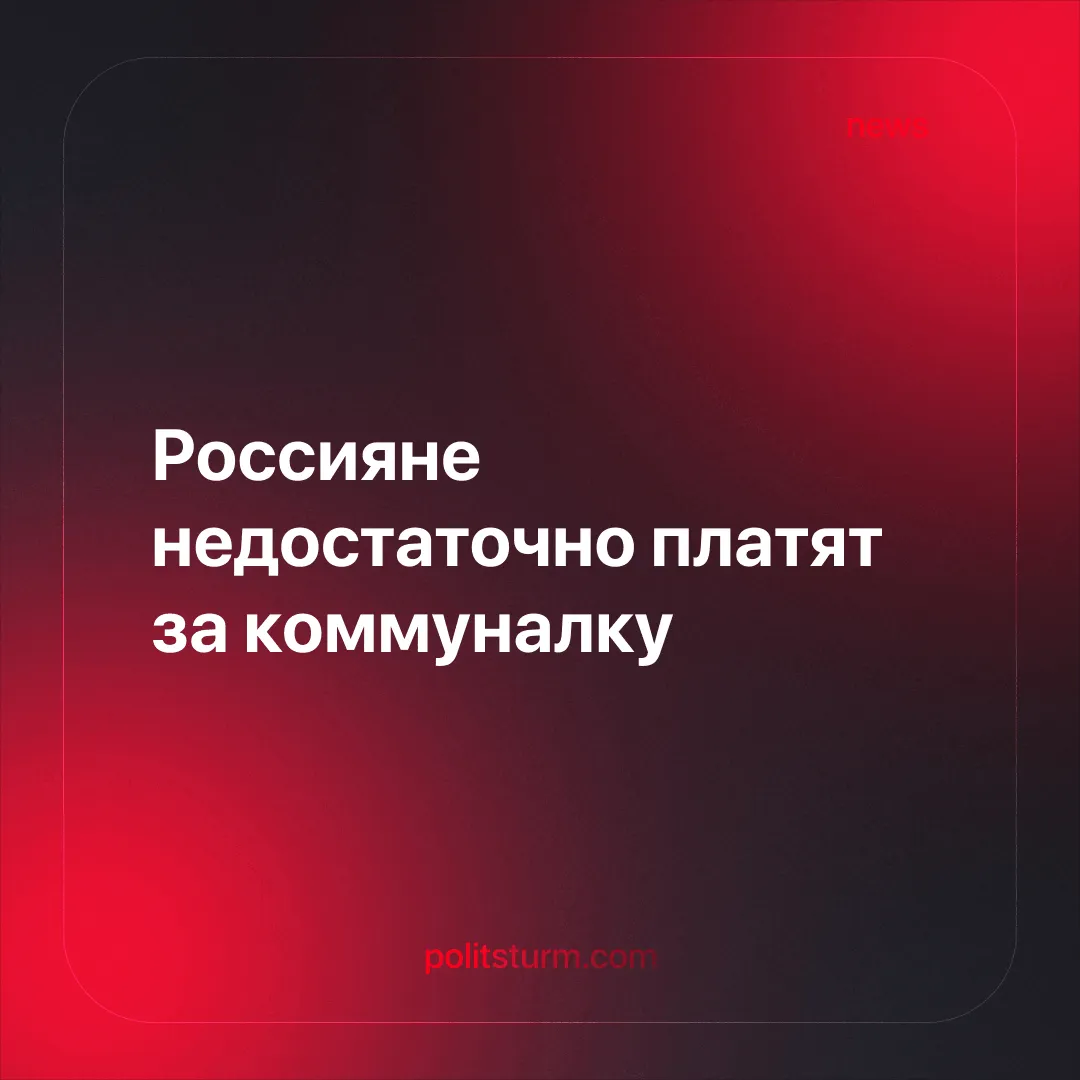 news
Россияне
недостаточно платят
за коммуналку
politsturm.com